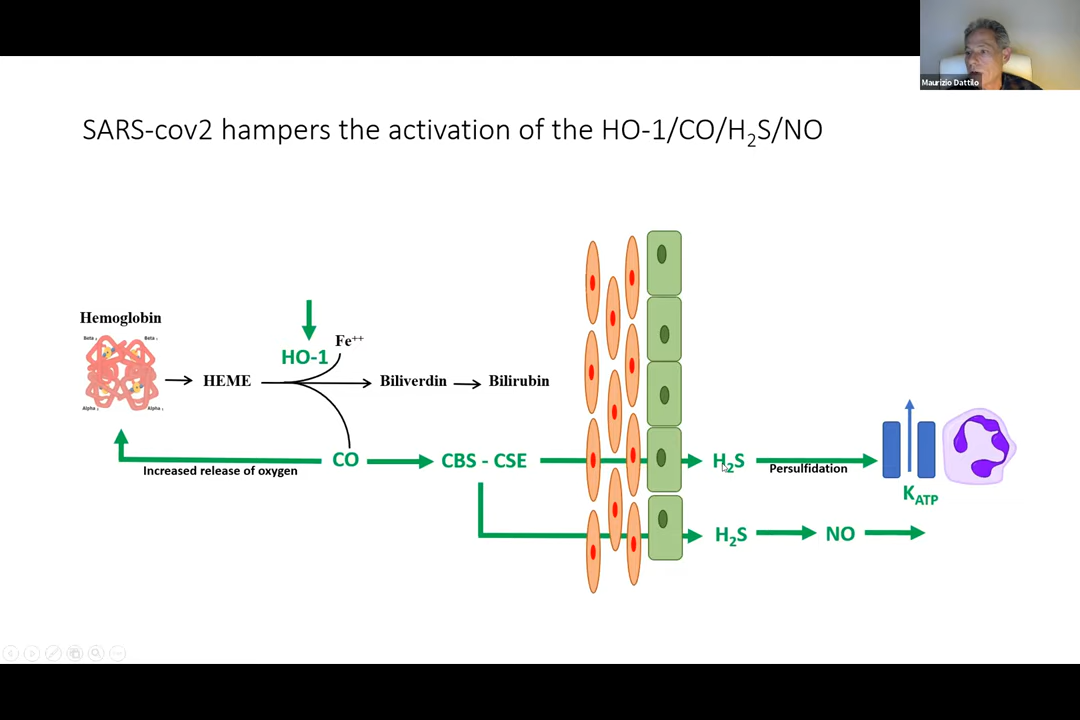 Maurizio Dattilo
SARS-cov2 hampers the activation of the HO-1/CO/H₂S/NO
Hemoglobin
Beta
Beta
Alpha
Alpha
HEME
HO-1
Fe⁺⁺
Biliverdin
Bilirubin
Increased release of oxygen
CO
CBS - CSE
H₂S
Persulfidation
K_ATP
H₂S
NO